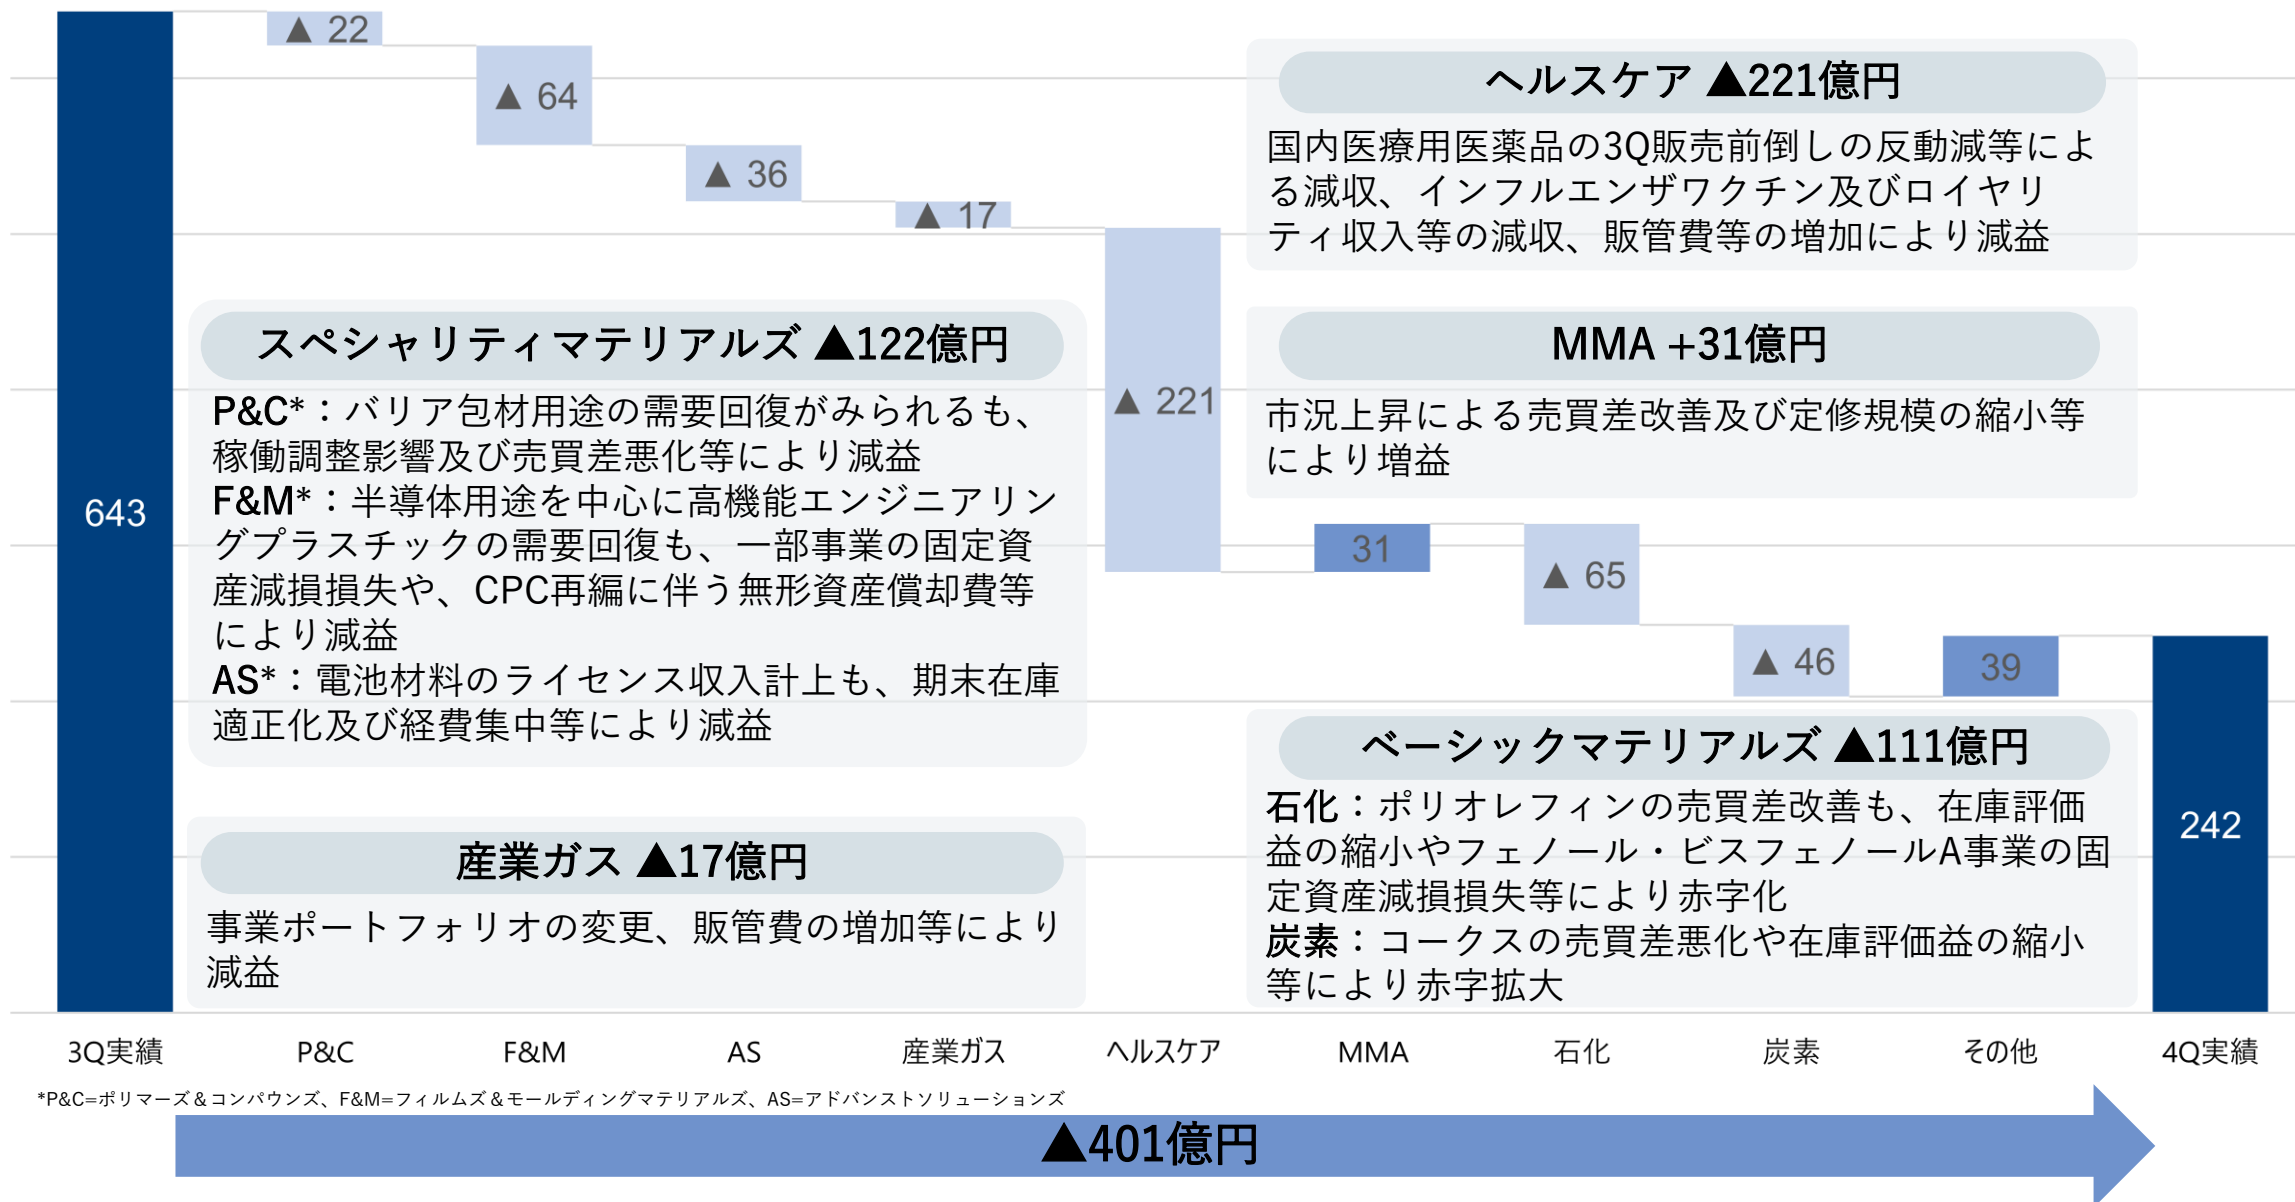 ▲ 22
▲ 64
▲ 36
▲ 17
▲ 221
643
31
▲ 65
▲ 46
39
242
ヘルスケア ▲221億円
国内医療用医薬品の3Q販売前倒しの反動減等によ
る減収、インフルエンザワクチン及びロイヤリ
ティ収入等の減収、販管費等の増加により減益
スペシャリティマテリアルズ ▲122億円
P&C*：バリア包材用途の需要回復がみられるも、
稼働調整影響及び売買差悪化等により減益
F&M*：半導体用途を中心に高機能エンジニアリン
グプラスチックの需要回復も、一部事業の固定資
産減損損失や、CPC再編に伴う無形資産償却費等
により減益
AS*：電池材料のライセンス収入計上も、期末在庫
適正化及び経費集中等により減益
MMA +31億円
市況上昇による売買差改善及び定修規模の縮小等
により増益
産業ガス ▲17億円
事業ポートフォリオの変更、販管費の増加等により
減益
ベーシックマテリアルズ ▲111億円
石化：ポリオレフィンの売買差改善も、在庫評価
益の縮小やフェノール・ビスフェノールA事業の固
定資産減損損失等により赤字化
炭素：コークスの売買差悪化や在庫評価益の縮小
等により赤字拡大
3Q実績 P&C F&M AS 産業ガス ヘルスケア MMA 石化 炭素 その他 4Q実績
*P&C=ポリマーズ＆コンパウンズ、F&M=フィルムズ＆モールディングマテリアルズ、AS=アドバンストソリューションズ
▲401億円